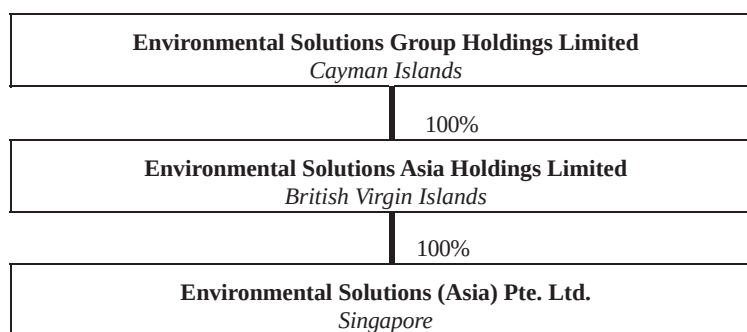 Environmental Solutions Group Holdings Limited
Cayman Islands
100%
Environmental Solutions Asia Holdings Limited
British Virgin Islands
100%
Environmental Solutions (Asia) Pte. Ltd.
Singapore